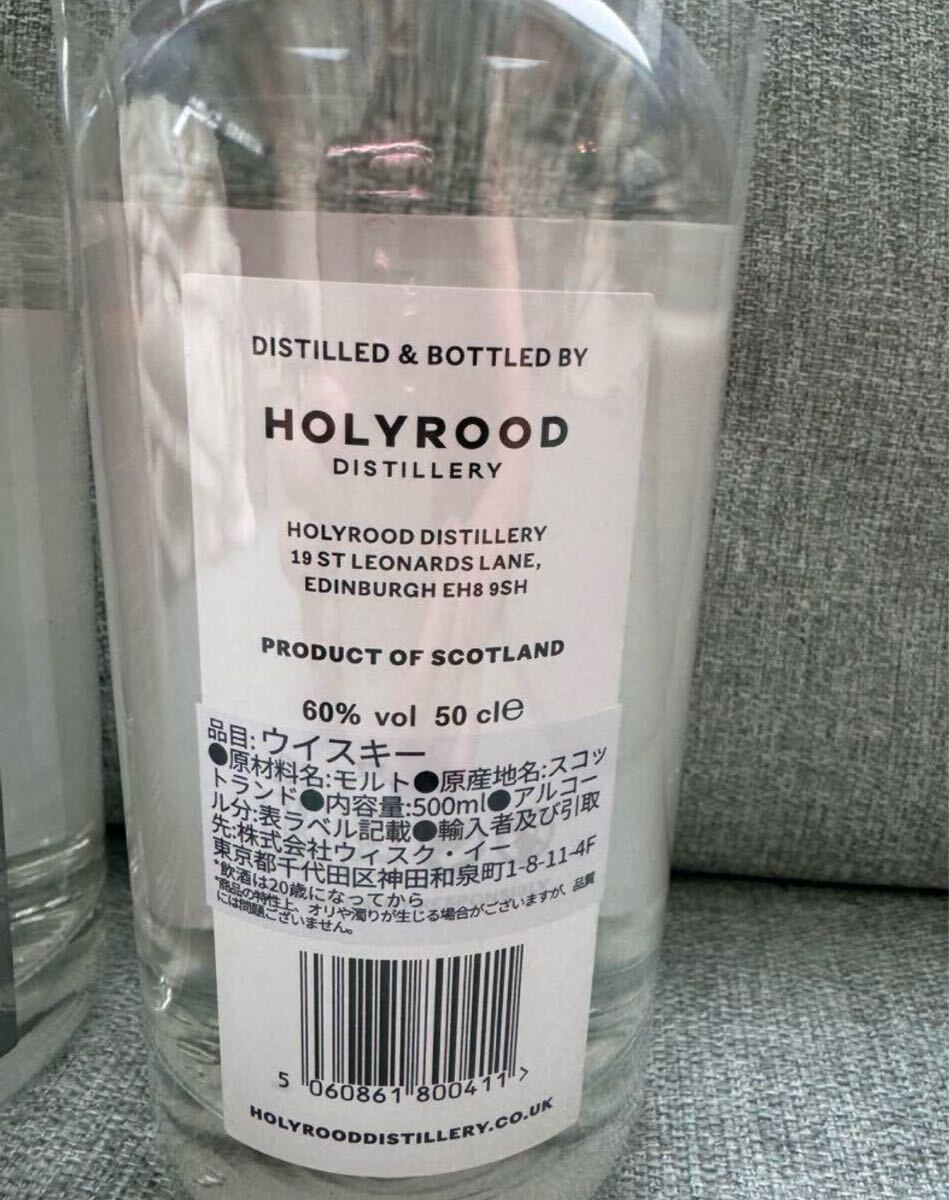 DISTILLED & BOTTLED BY
HOLYROOD
DISTILLERY
HOLYROOD DISTILLERY
19 ST LEONARDS LANE,
EDINBURGH EH8 9SH
PRODUCT OF SCOTLAND
60% vol 50 cl℮
品目: ウイスキー
●原材料名:モルト●原産地名:スコッ
トランド●内容量:500ml●アルコー
ル分:表ラベル記載●輸入者及び引取
先:株式会社ウィスク・イー
東京都千代田区神田和泉町1-8-11-4F
*飲酒は20歳になってから
*商品の特性上、オリや濁りが生じる場合がございますが、品質
には問題ございません。
5 060861 800411 >
HOLYROODDISTILLERY.CO.UK